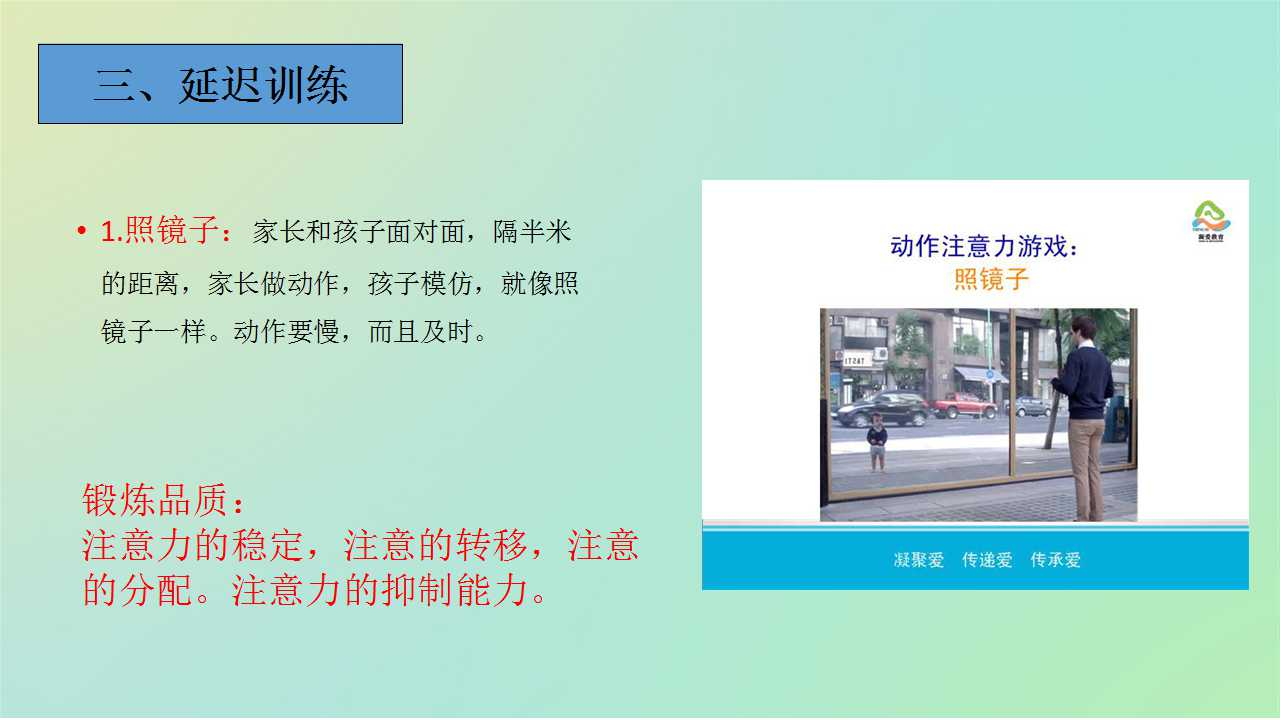 三、延迟训练
• 1.照镜子：家长和孩子面对面，隔半米
的距离，家长做动作，孩子模仿，就像照
镜子一样。动作要慢，而且及时。
锻炼品质：
注意力的稳定，注意的转移，注意
的分配。注意力的抑制能力。
动作注意力游戏：
照镜子
凝聚爱 传递爱 传承爱